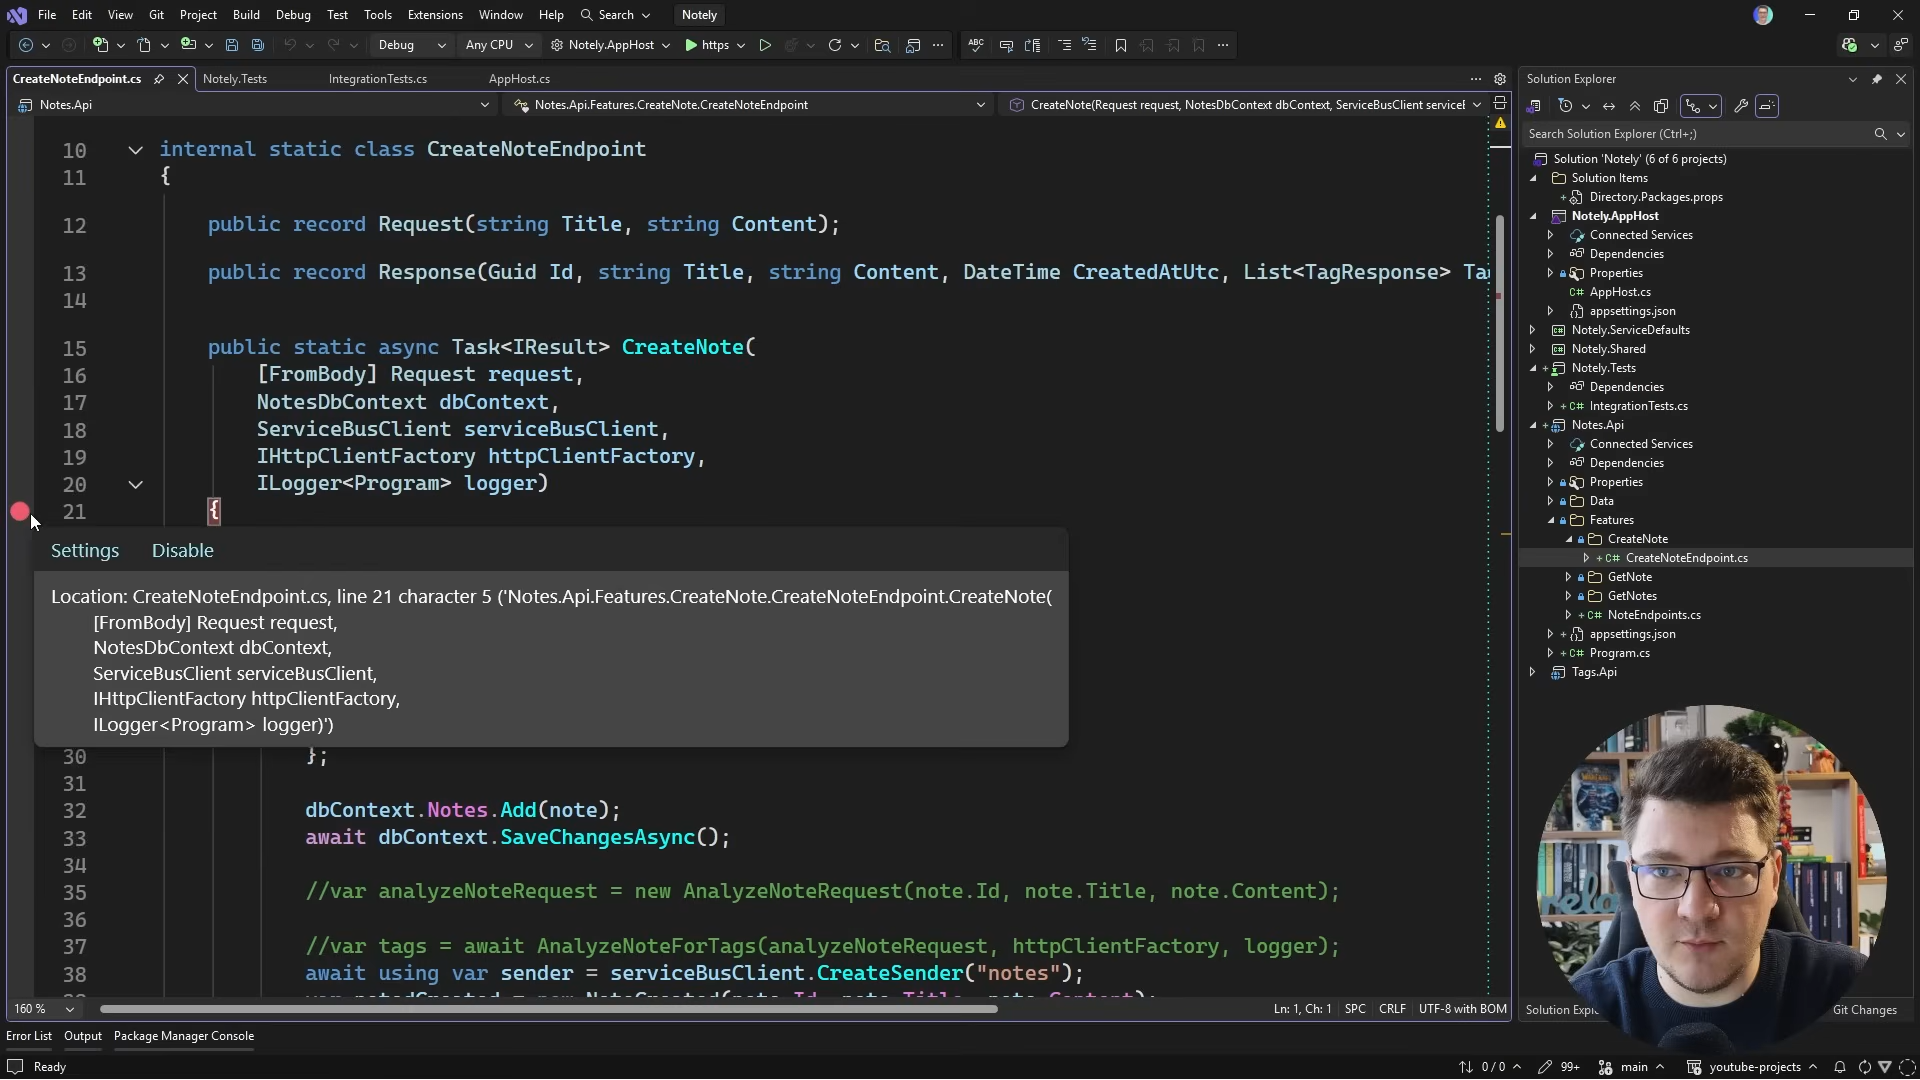 File Edit View Git Project Build Debug Test Tools Extensions Window Help Search Notely
Debug Any CPU Notely.AppHost https
CreateNoteEndpoint.cs Notely.Tests IntegrationTests.cs AppHost.cs
Notes.Api Notes.Api.Features.CreateNote.CreateNoteEndpoint CreateNote(Request request, NotesDbContext dbContext, ServiceBusClient serviceE
10 internal static class CreateNoteEndpoint
11 {
12 public record Request(string Title, string Content);
13 public record Response(Guid Id, string Title, string Content, DateTime CreatedAtUtc, List<TagResponse> Ta
14
15 public static async Task<IResult> CreateNote(
16 [FromBody] Request request,
17 NotesDbContext dbContext,
18 ServiceBusClient serviceBusClient,
19 IHttpClientFactory httpClientFactory,
20 ILogger<Program> logger)
21 {
Settings Disable
Location: CreateNoteEndpoint.cs, line 21 character 5 ('Notes.Api.Features.CreateNote.CreateNoteEndpoint.CreateNote(
[FromBody] Request request,
NotesDbContext dbContext,
ServiceBusClient serviceBusClient,
IHttpClientFactory httpClientFactory,
ILogger<Program> logger)')
30 };
31
32 dbContext.Notes.Add(note);
33 await dbContext.SaveChangesAsync();
34
35 //var analyzeNoteRequest = new AnalyzeNoteRequest(note.Id, note.Title, note.Content);
36
37 //var tags = await AnalyzeNoteForTags(analyzeNoteRequest, httpClientFactory, logger);
38 await using var sender = serviceBusClient.CreateSender("notes");
160 % Ln: 1, Ch: 1 SPC CRLF UTF-8 with BOM
Error List Output Package Manager Console
Ready 0 / 0 99+ main youtube-projects
Solution Explorer
Search Solution Explorer (Ctrl+;)
Solution 'Notely' (6 of 6 projects)
Solution Items
Directory.Packages.props
Notely.AppHost
Connected Services
Dependencies
Properties
C# AppHost.cs
appsettings.json
Notely.ServiceDefaults
Notely.Shared
Notely.Tests
Dependencies
C# IntegrationTests.cs
Notes.Api
Connected Services
Dependencies
Properties
Data
Features
CreateNote
C# CreateNoteEndpoint.cs
GetNote
GetNotes
C# NoteEndpoints.cs
appsettings.json
C# Program.cs
Tags.Api
Solution Expl Git Changes